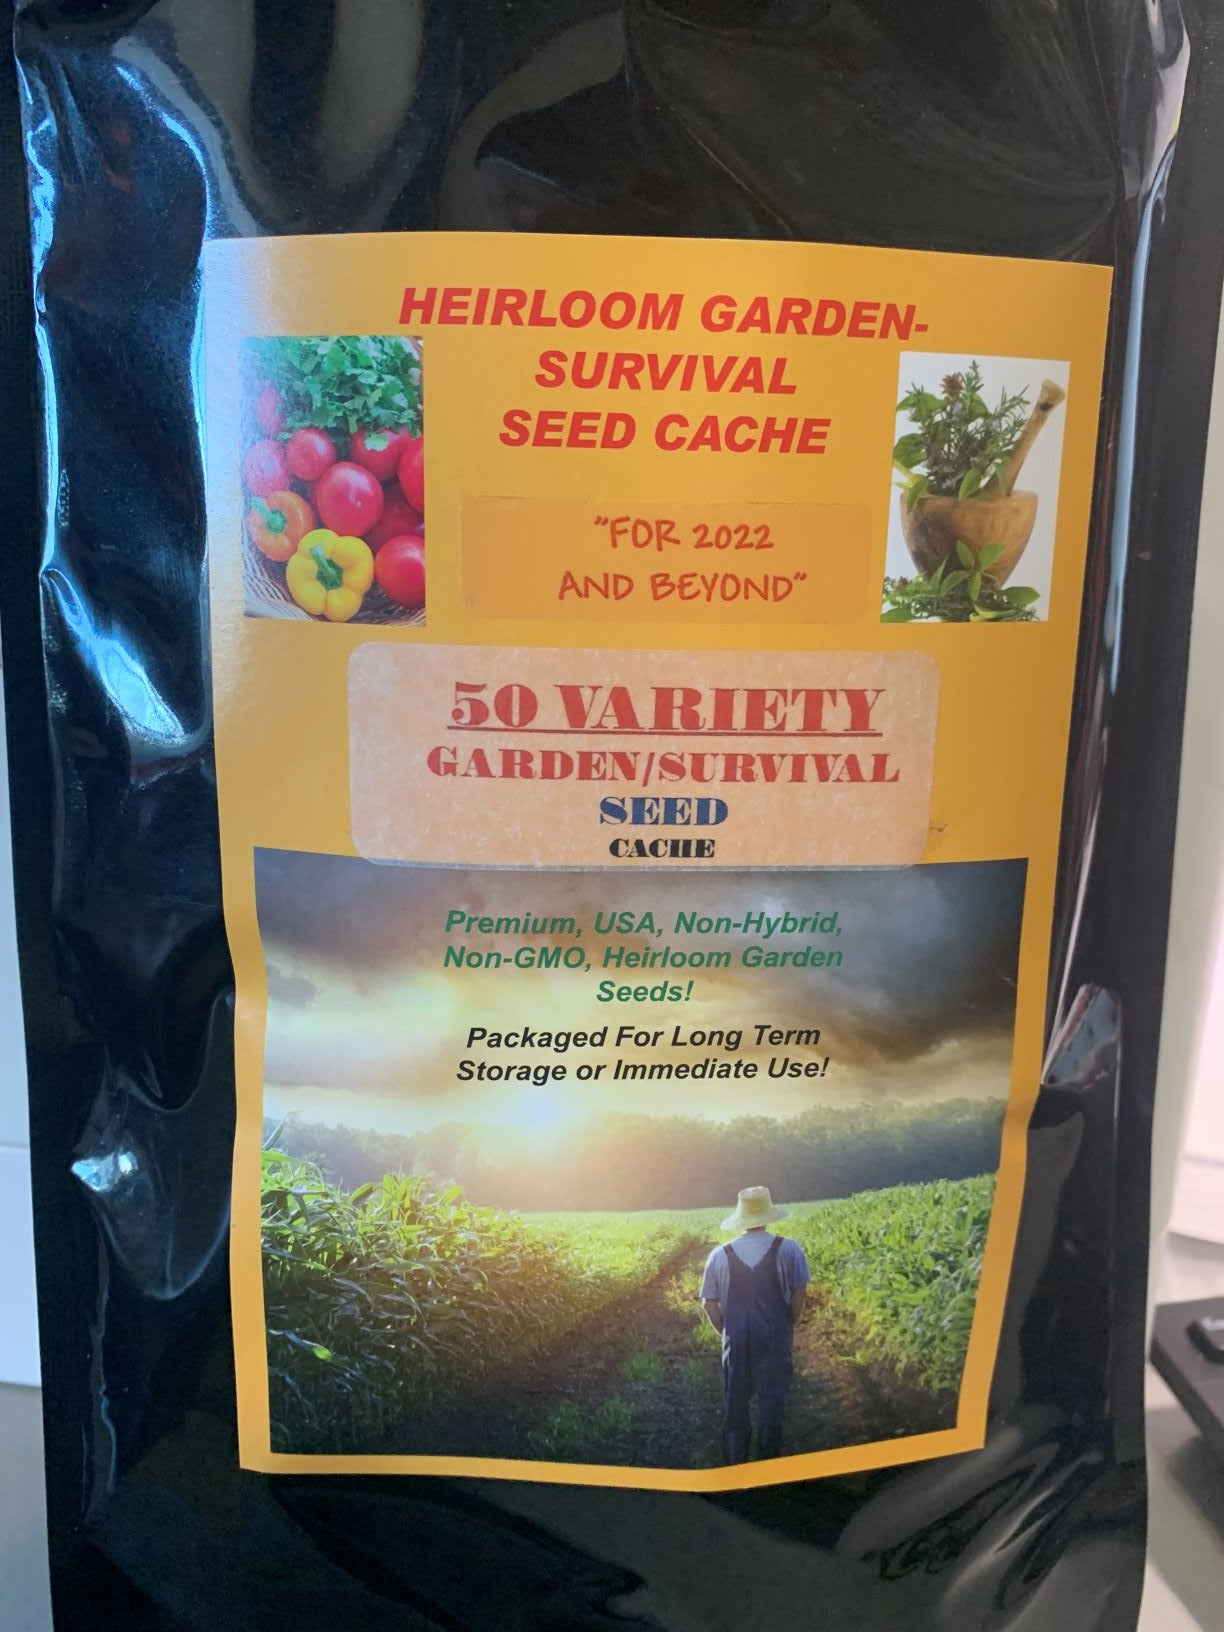 HEIRLOOM GARDEN-
SURVIVAL
SEED CACHE
"FOR 2022
AND BEYOND"
50 VARIETY
GARDEN/SURVIVAL
SEED
CACHE
Premium, USA, Non-Hybrid,
Non-GMO, Heirloom Garden
Seeds!
Packaged For Long Term
Storage or Immediate Use!